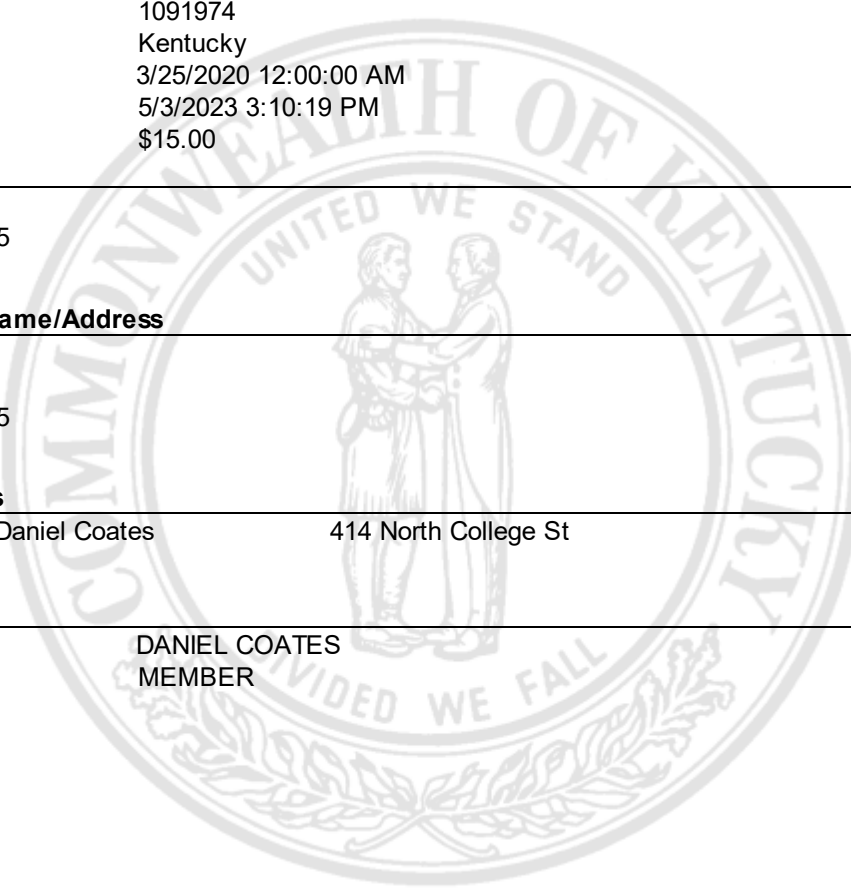 1091974
Kentucky
3/25/2020 12:00:00 AM
5/3/2023 3:10:19 PM
$15.00
5
ame/Address
5
s
Daniel Coates 414 North College St
DANIEL COATES
MEMBER
COMMONWEALTH OF KENTUCKY
UNITED WE STAND
DIVIDED WE FALL